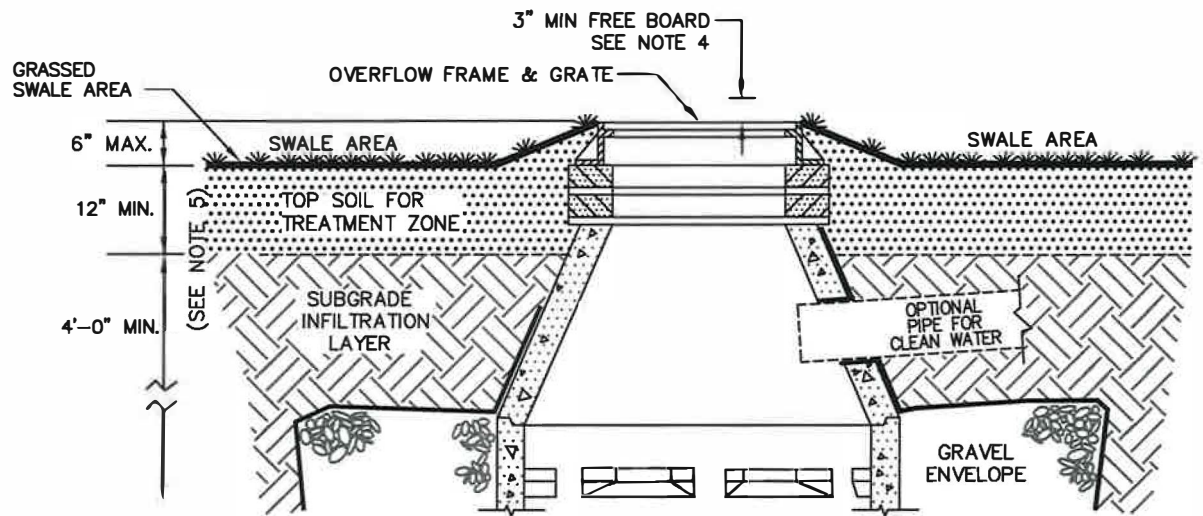 3" MIN FREE BOARD
SEE NOTE 4
GRASSED
SWALE AREA
OVERFLOW FRAME & GRATE
6" MAX.
SWALE AREA
SWALE AREA
12" MIN.
(SEE NOTE 5)
TOP SOIL FOR
TREATMENT ZONE
4'-0" MIN.
SUBGRADE
INFILTRATION
LAYER
OPTIONAL
PIPE FOR
CLEAN WATER
GRAVEL
ENVELOPE